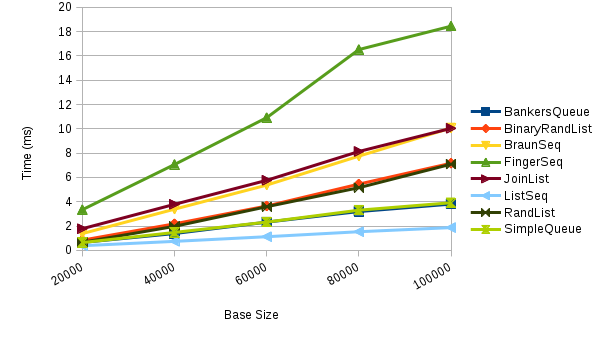 20
18
16
14
12
10
8
6
4
2
0
Time (ms)
20000
40000
60000
80000
100000
Base Size
BankersQueue
BinaryRandList
BraunSeq
FingerSeq
JoinList
ListSeq
RandList
SimpleQueue